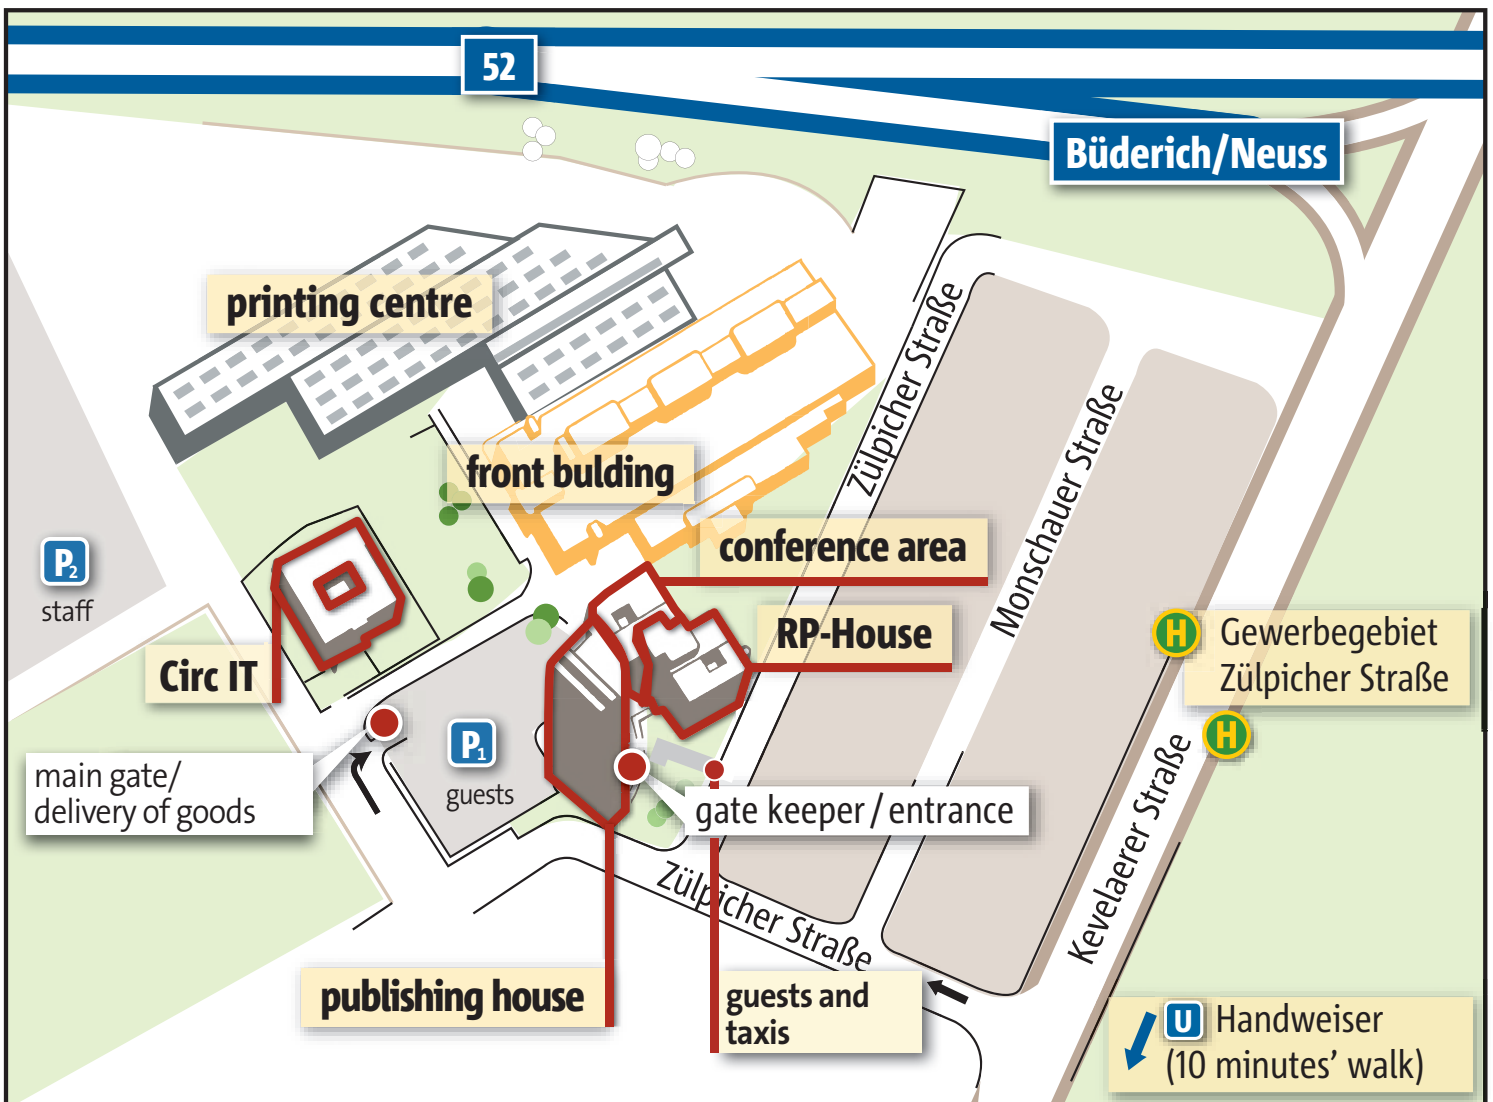 52
Büderich/Neuss
printing centre
Zülpicher Straße
Monschauer Straße
front bulding
conference area
P2
staff
RP-House
H
Gewerbegebiet
Zülpicher Straße
Circ IT
H
P1
guests
main gate/
delivery of goods
gate keeper / entrance
Kevelaerer Straße
Zülpicher Straße
publishing house
guests and
taxis
U Handweiser
(10 minutes’ walk)